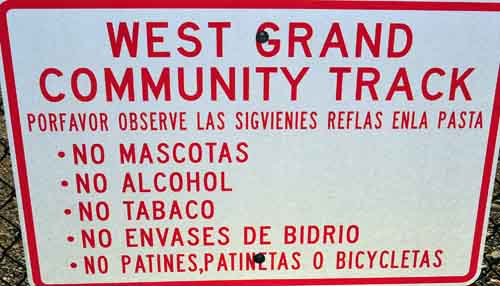 WEST GRAND
COMMUNITY TRACK
PORFAVOR OBSERVE LAS SIGVIENIES REFLAS ENLA PASTA
• NO MASCOTAS
• NO ALCOHOL
• NO TABACO
• NO ENVASES DE BIDRIO
• NO PATINES,PATINETAS O BICYCLETAS